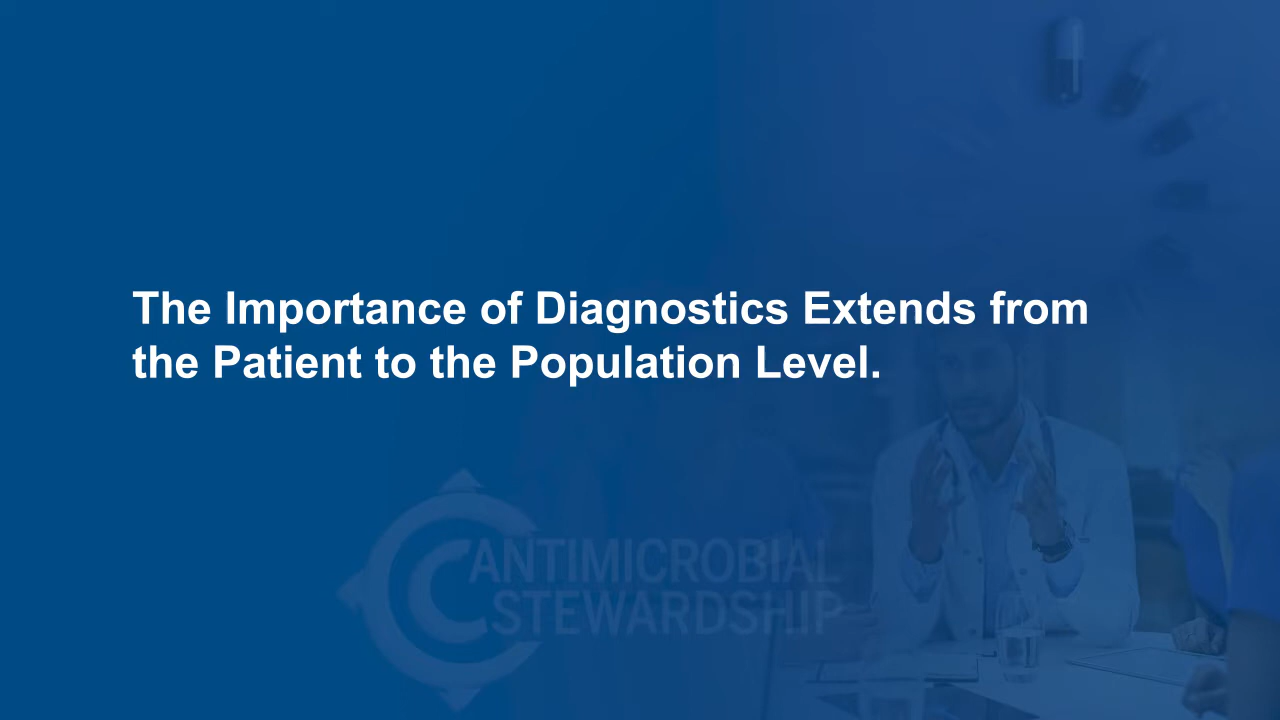 The Importance of Diagnostics Extends from
the Patient to the Population Level.
ANTIMICROBIAL
STEWARDSHIP